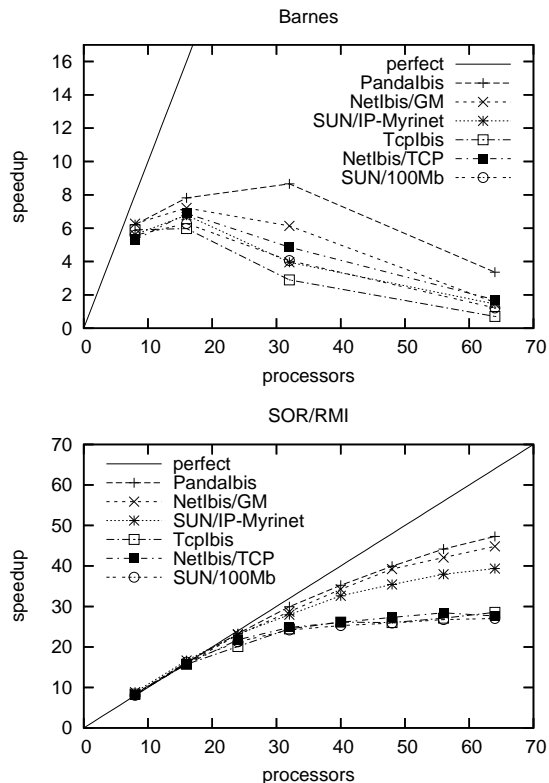 Barnes
16
14
12
10
8
6
4
2
0
speedup
perfect
PandaIbis
NetIbis/GM
SUN/IP-Myrinet
TcpIbis
NetIbis/TCP
SUN/100Mb
0 10 20 30 40 50 60 70
processors
SOR/RMI
70
60
50
40
30
20
10
0
speedup
perfect
PandaIbis
NetIbis/GM
SUN/IP-Myrinet
TcpIbis
NetIbis/TCP
SUN/100Mb
0 10 20 30 40 50 60 70
processors